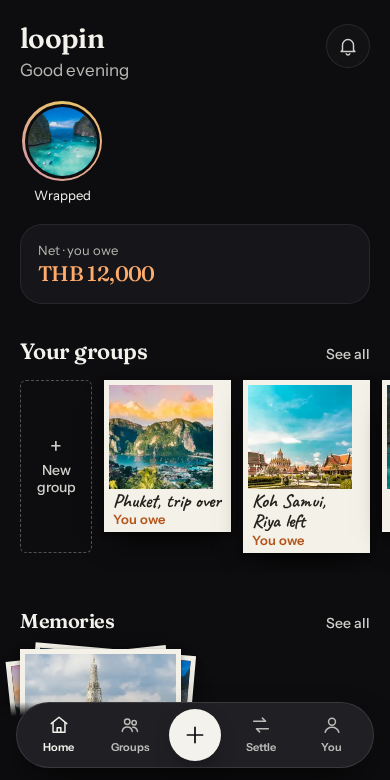 loopin
Good evening
Wrapped
Net · you owe
THB 12,000
Your groups
See all
+
New
group
Phuket, trip over
You owe
Koh Samui,
Riya left
You owe
Memories
See all
Home
Groups
Settle
You